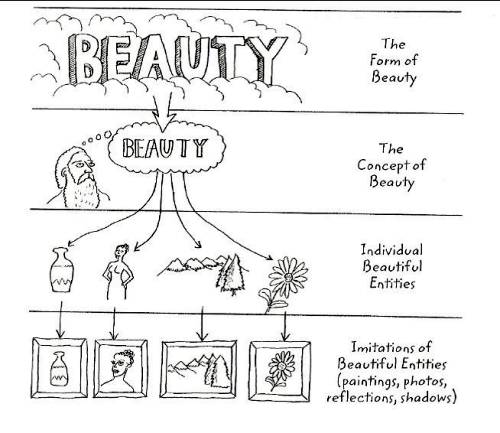 BEAUTY
The
Form of
Beauty
BEAUTY
The
Concept of
Beauty
Individual
Beautiful
Entities
Imitations of
Beautiful Entities
(paintings, photos,
reflections, shadows)